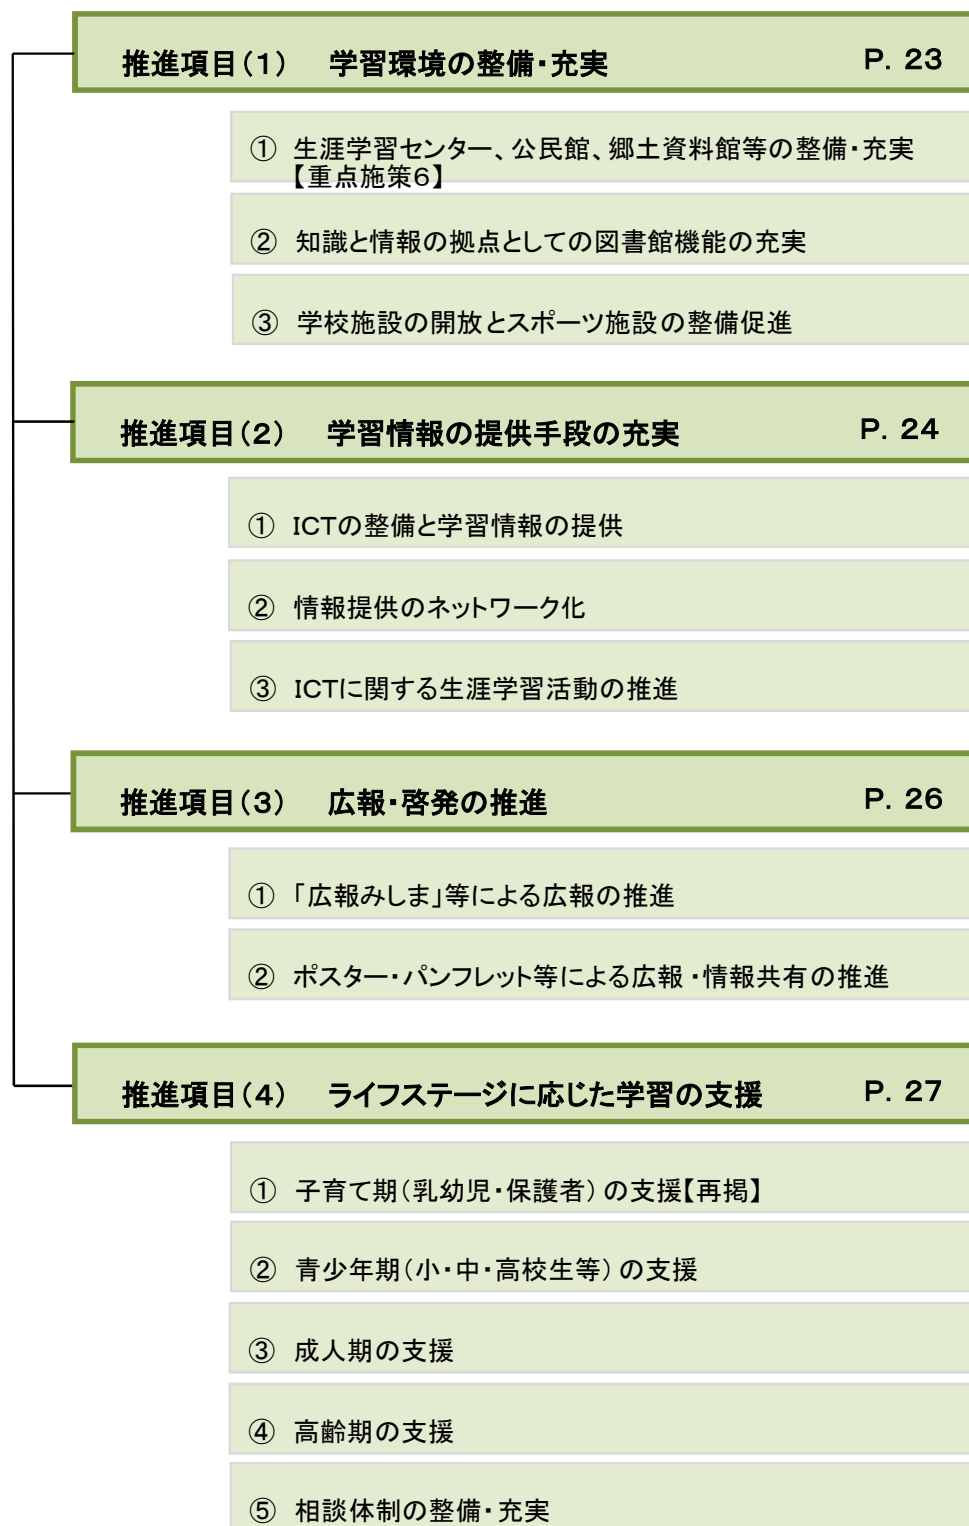 推進項目（１） 学習環境の整備・充実 Ｐ．２３
① 生涯学習センター、公民館、郷土資料館等の整備・充実
【重点施策６】
② 知識と情報の拠点としての図書館機能の充実
③ 学校施設の開放とスポーツ施設の整備促進
推進項目（２） 学習情報の提供手段の充実 Ｐ．２４
① ICTの整備と学習情報の提供
② 情報提供のネットワーク化
③ ICTに関する生涯学習活動の推進
推進項目（３） 広報・啓発の推進 Ｐ．２６
① 「広報みしま」等による広報の推進
② ポスター・パンフレット等による広報・情報共有の推進
推進項目（４） ライフステージに応じた学習の支援 Ｐ．２７
① 子育て期（乳幼児・保護者）の支援【再掲】
② 青少年期（小・中・高校生等）の支援
③ 成人期の支援
④ 高齢期の支援
⑤ 相談体制の整備・充実